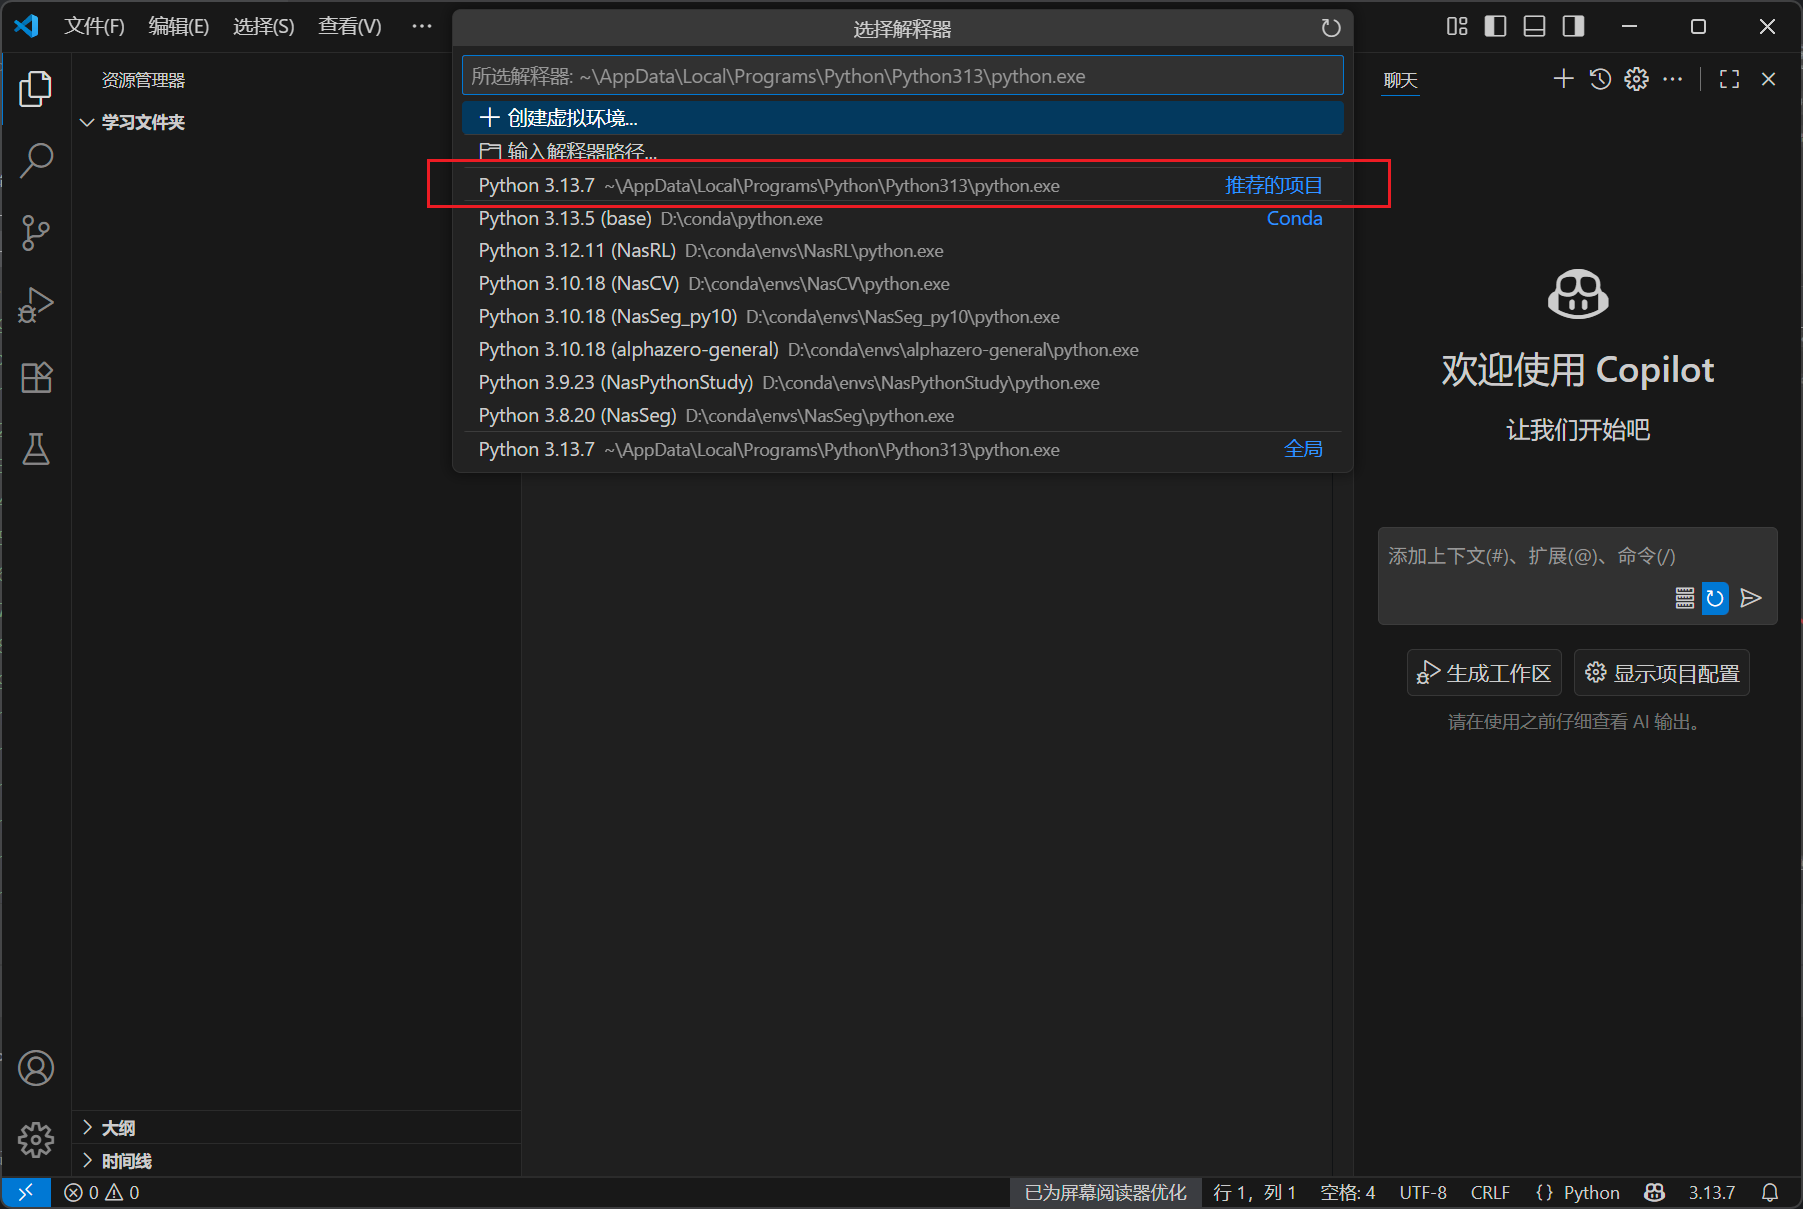 文件(F) 编辑(E) 选择(S) 查看(V) ···
选择解释器
资源管理器
学习文件夹
所选解释器: ~\AppData\Local\Programs\Python\Python313\python.exe
创建虚拟环境...
输入解释器路径...
Python 3.13.7 ~\AppData\Local\Programs\Python\Python313\python.exe 推荐的项目
Python 3.13.5 (base) D:\conda\python.exe Conda
Python 3.12.11 (NasRL) D:\conda\envs\NasRL\python.exe
Python 3.10.18 (NasCV) D:\conda\envs\NasCV\python.exe
Python 3.10.18 (NasSeg_py10) D:\conda\envs\NasSeg_py10\python.exe
Python 3.10.18 (alphazero-general) D:\conda\envs\alphazero-general\python.exe
Python 3.9.23 (NasPythonStudy) D:\conda\envs\NasPythonStudy\python.exe
Python 3.8.20 (NasSeg) D:\conda\envs\NasSeg\python.exe
Python 3.13.7 ~\AppData\Local\Programs\Python\Python313\python.exe 全局
聊天
欢迎使用 Copilot
让我们开始吧
添加上下文(#)、扩展(@)、命令(/)
生成工作区 显示项目配置
请在使用之前仔细查看 AI 输出。
大纲
时间线
0 0 已为屏幕阅读器优化 行 1，列 1 空格: 4 UTF-8 CRLF {} Python 3.13.7